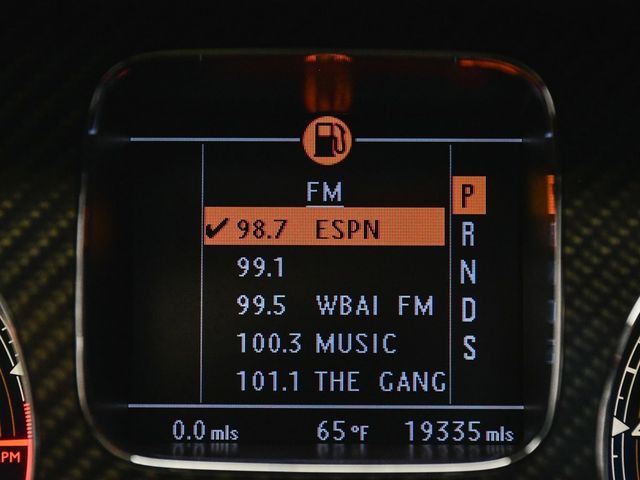 FM
✔ 98.7 ESPN
99.1
99.5 WBAI FM
100.3 MUSIC
101.1 THE GANG
P
R
N
D
S
0.0 mls 65°F 19335 mls
PM